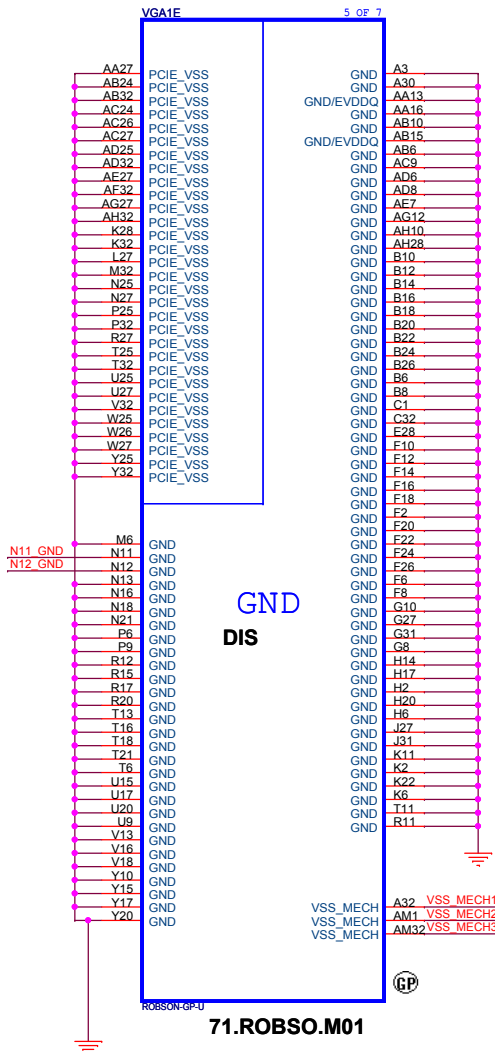 VGA1E
5 OF 7
AA27 PCIE_VSS
AB24 PCIE_VSS
AB32 PCIE_VSS
AC24 PCIE_VSS
AC26 PCIE_VSS
AC27 PCIE_VSS
AD25 PCIE_VSS
AD32 PCIE_VSS
AE27 PCIE_VSS
AF32 PCIE_VSS
AG27 PCIE_VSS
AH32 PCIE_VSS
K28 PCIE_VSS
K32 PCIE_VSS
L27 PCIE_VSS
M32 PCIE_VSS
N25 PCIE_VSS
N27 PCIE_VSS
P25 PCIE_VSS
P32 PCIE_VSS
R27 PCIE_VSS
T25 PCIE_VSS
T32 PCIE_VSS
U25 PCIE_VSS
U27 PCIE_VSS
V32 PCIE_VSS
W25 PCIE_VSS
W26 PCIE_VSS
W27 PCIE_VSS
Y25 PCIE_VSS
Y32 PCIE_VSS
M6 GND
N11_GND N11 GND
N12_GND N12 GND
N13 GND
N16 GND
N18 GND
N21 GND
P6 GND
P9 GND
R12 GND
R15 GND
R17 GND
R20 GND
T13 GND
T16 GND
T18 GND
T21 GND
T6 GND
U15 GND
U17 GND
U20 GND
U9 GND
V13 GND
V16 GND
V18 GND
Y10 GND
Y15 GND
Y17 GND
Y20 GND
GND
DIS
GND A3
GND A30
GND/EVDDQ AA13
GND AA16
GND AB10
GND/EVDDQ AB15
GND AB6
GND AC9
GND AD6
GND AD8
GND AE7
GND AG12
GND AH10
GND AH28
GND B10
GND B12
GND B14
GND B16
GND B18
GND B20
GND B22
GND B24
GND B26
GND B6
GND B8
GND C1
GND C32
GND E28
GND F10
GND F12
GND F14
GND F16
GND F18
GND F2
GND F20
GND F22
GND F24
GND F26
GND F6
GND F8
GND G10
GND G27
GND G31
GND G8
GND H14
GND H17
GND H2
GND H20
GND H6
GND J27
GND J31
GND K11
GND K2
GND K22
GND K6
GND T11
GND R11
VSS_MECH A32 VSS_MECH1
VSS_MECH AM1 VSS_MECH2
VSS_MECH AM32 VSS_MECH3
GP
ROBSON-GP-U
71.ROBSO.M01